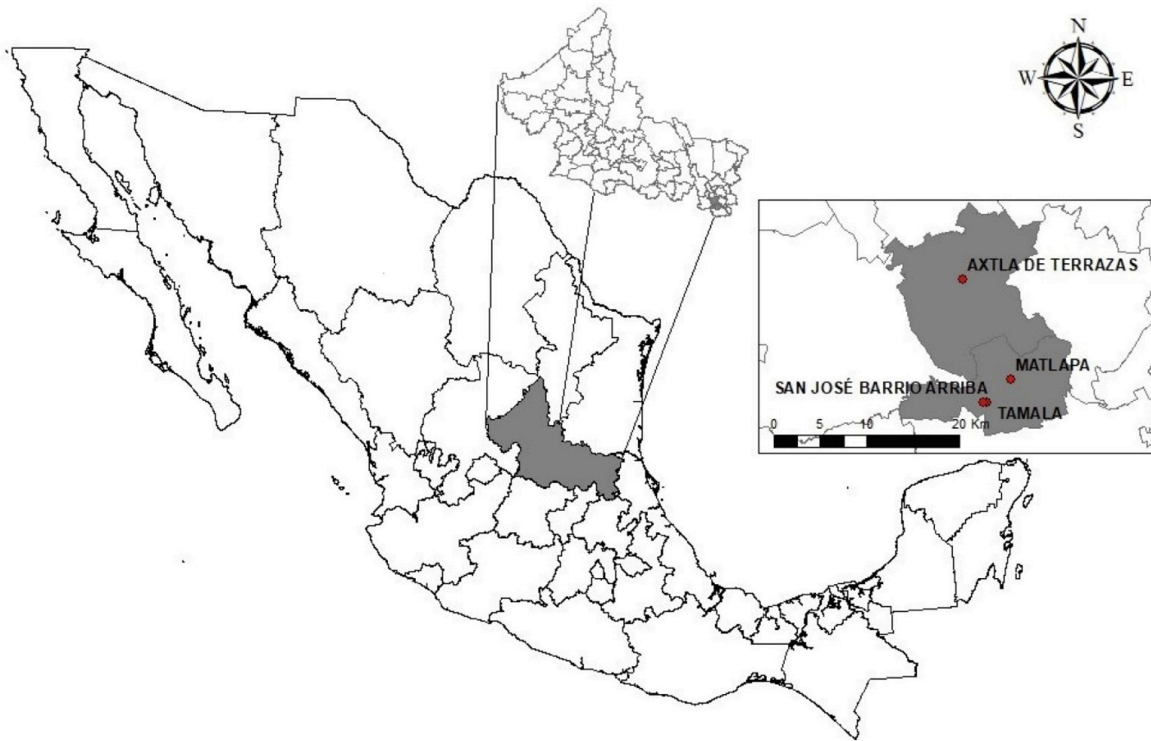 N
W E
S
AXTLA DE TERRAZAS
MATLAPA
SAN JOSÉ BARRIO ARRIBA
TAMALA
0 5 10 20 Km